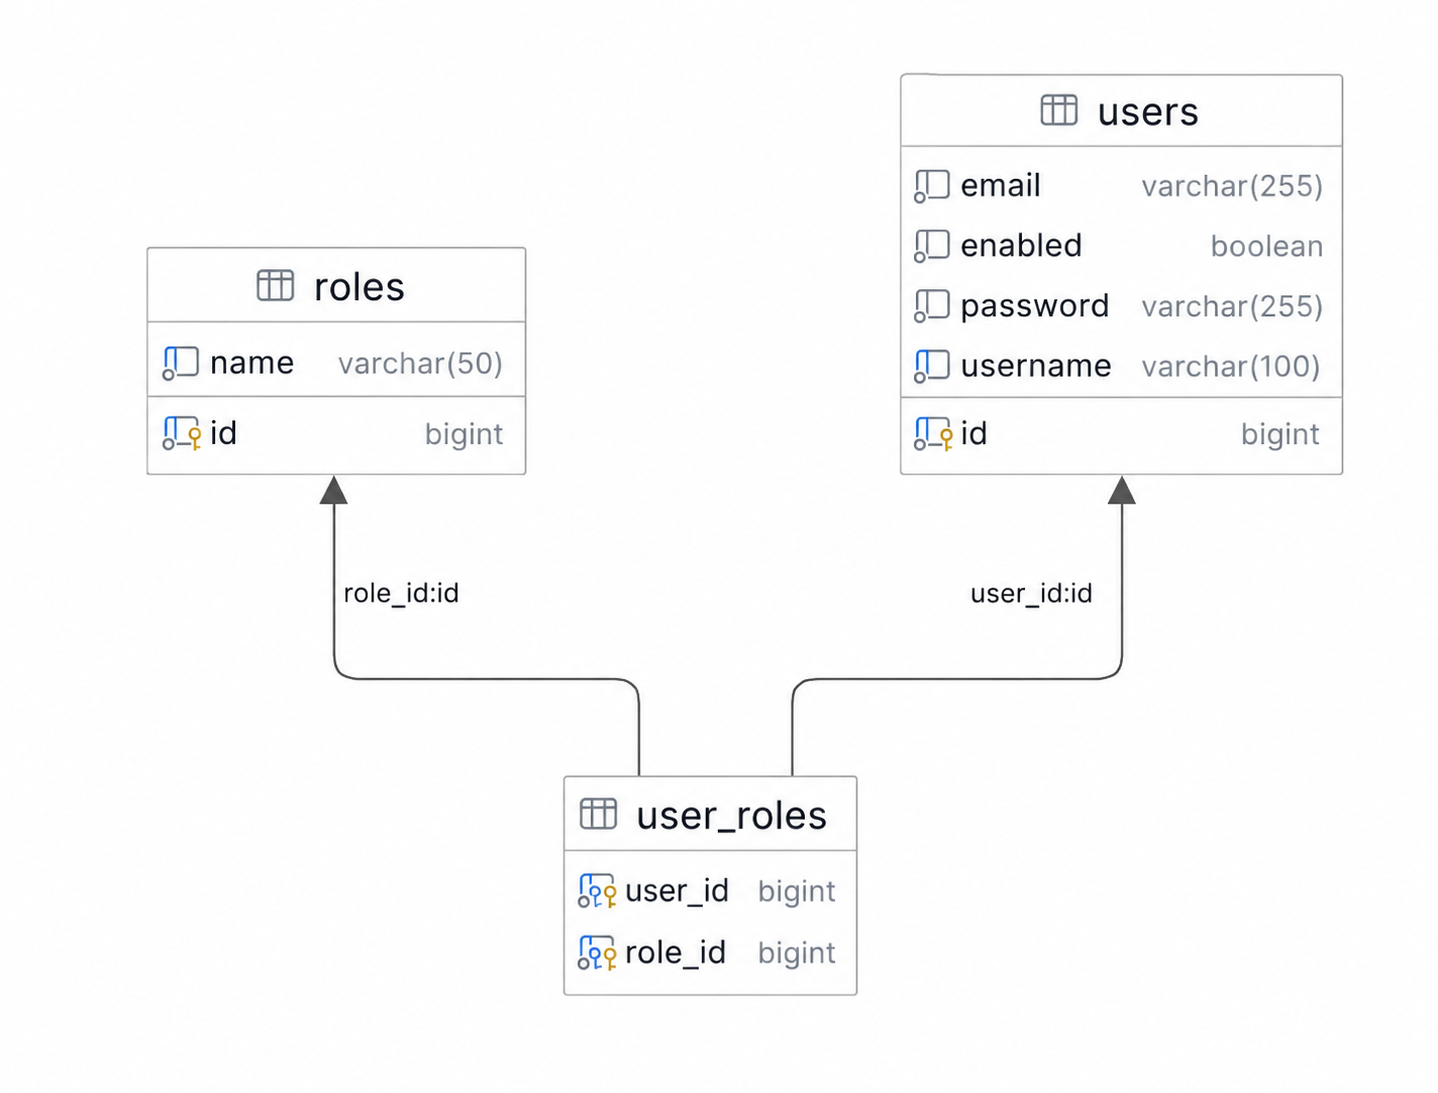 users
email varchar(255)
enabled boolean
password varchar(255)
username varchar(100)
id bigint
roles
name varchar(50)
id bigint
role_id:id
user_id:id
user_roles
user_id bigint
role_id bigint